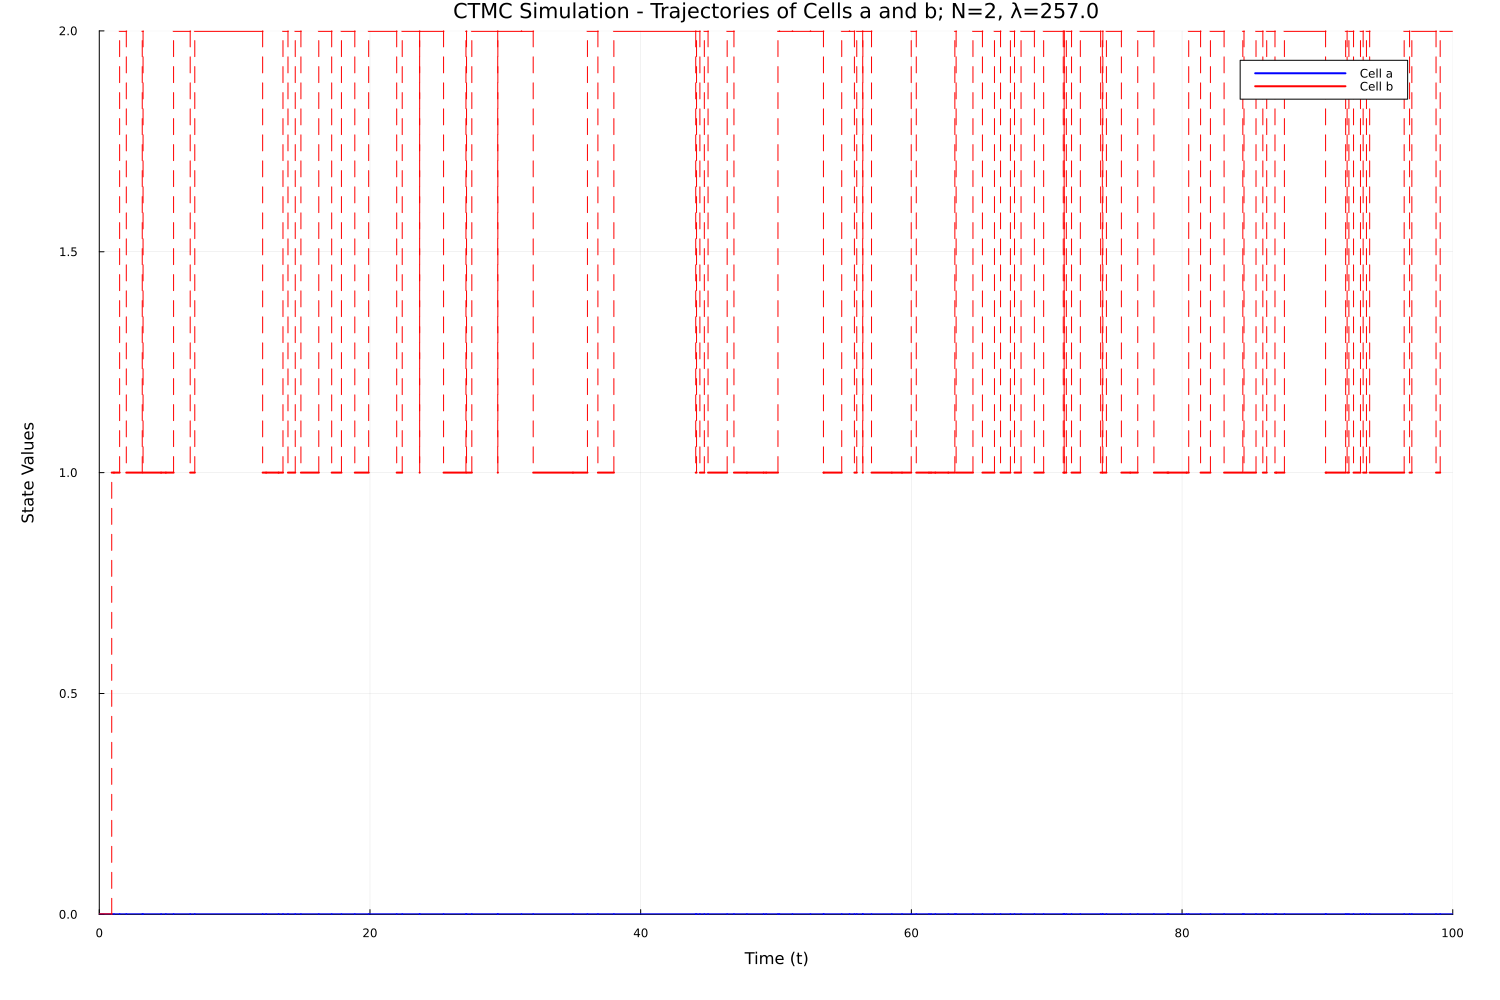 CTMC Simulation - Trajectories of Cells a and b; N=2, λ=257.0
2.0
Cell a
Cell b
1.5
1.0
State Values
0.5
0.0
0 20 40 60 80 100
Time (t)